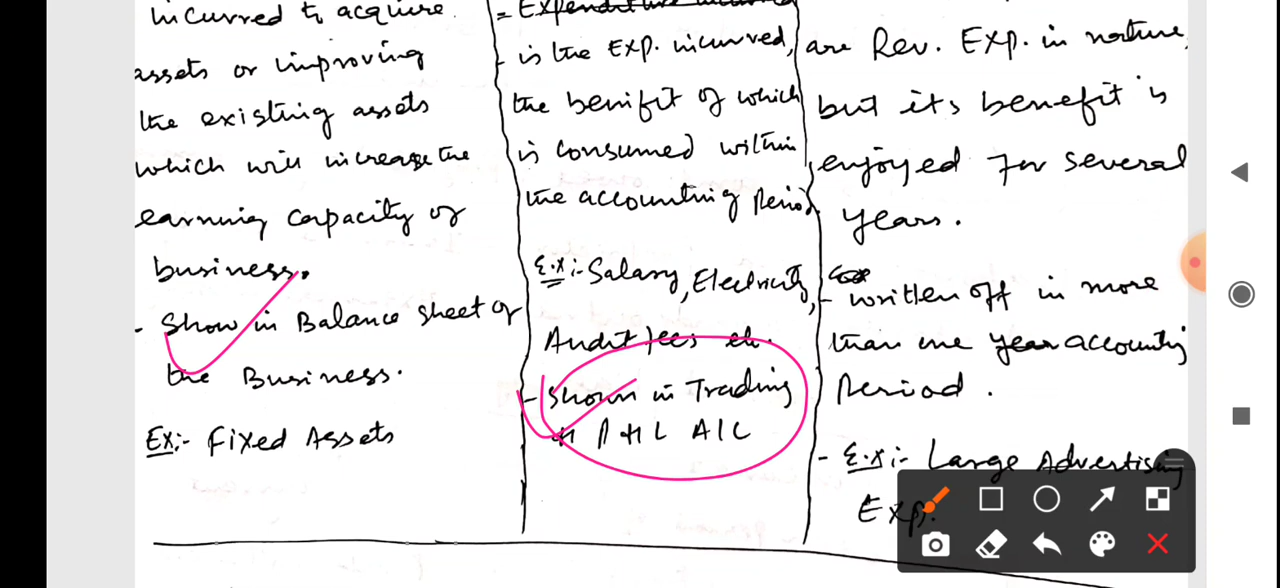 incurred to acquire
assets or improving
the existing assets
which will increase the
earning capacity of
business.
- Show in Balance sheet of
the Business.
Ex:- Fixed Assets
= Expenditure incurred
- is the Exp. incurred,
the benifit of which
is consumed within
the accounting Period.
E.x:- Salary, Electricity,
Audit fees etc.
- Shown in Trading
P & L A/C
are Rev. Exp. in nature,
but its benefit is
enjoyed for several
years.
- written off in more
than one year accounting
Period.
- E.x:- Large Advertising
Exp.